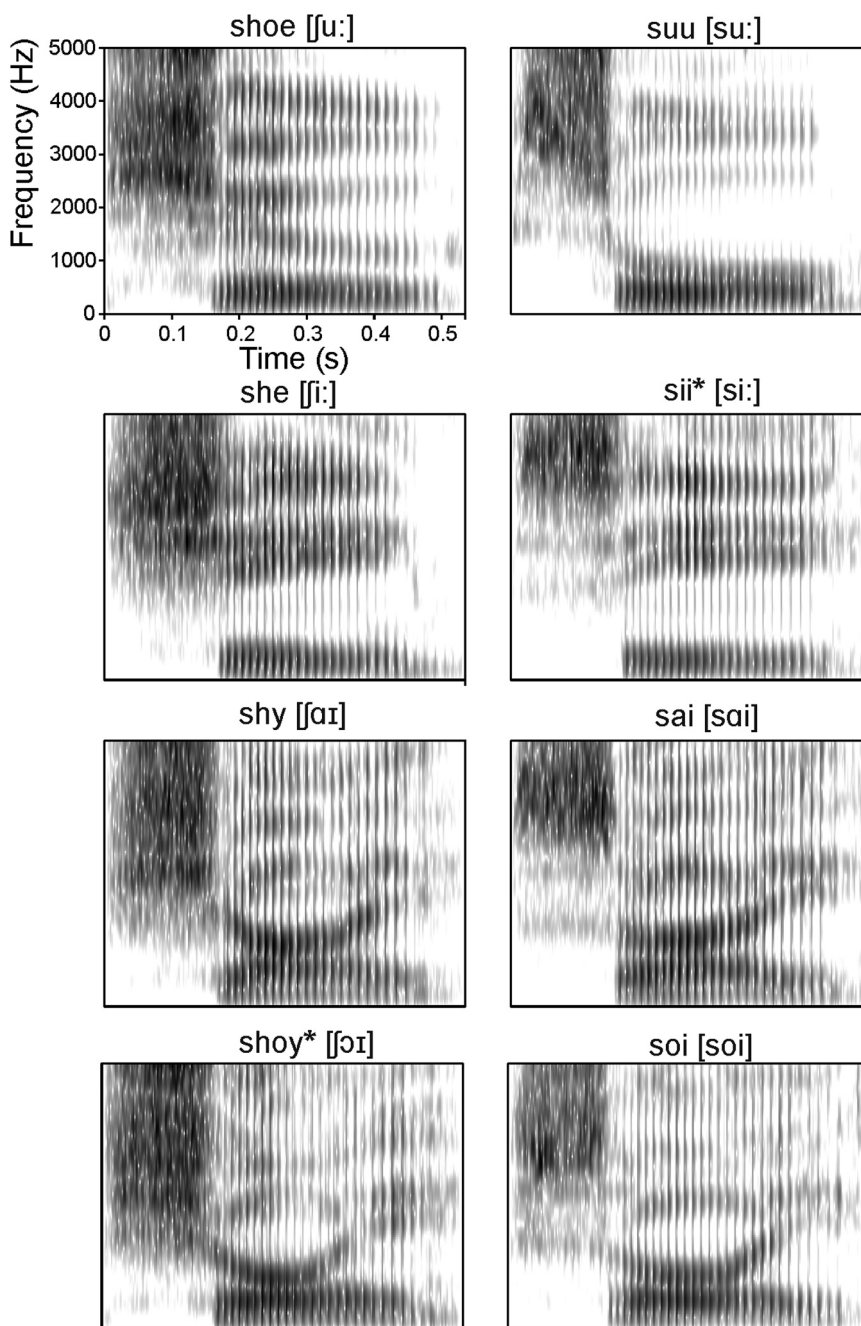 shoe [ʃu:]
suu [su:]
Frequency (Hz)
5000
4000
3000
2000
1000
0
0 0.1 0.2 0.3 0.4 0.5
Time (s)
she [ʃi:]
sii* [si:]
shy [ʃɑɪ]
sai [sɑi]
shoy* [ʃɔɪ]
soi [soi]